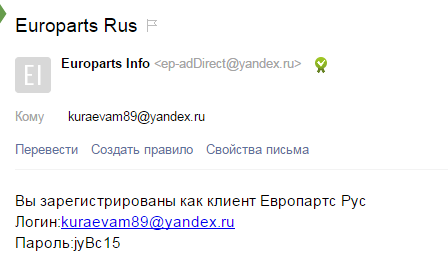 Europarts Rus
EI
Europarts Info <ep-adDirect@yandex.ru>
Кому kuraevam89@yandex.ru
Перевести Создать правило Свойства письма
Вы зарегистрированы как клиент Европартс Рус
Логин:kuraevam89@yandex.ru
Пароль:jyBc15